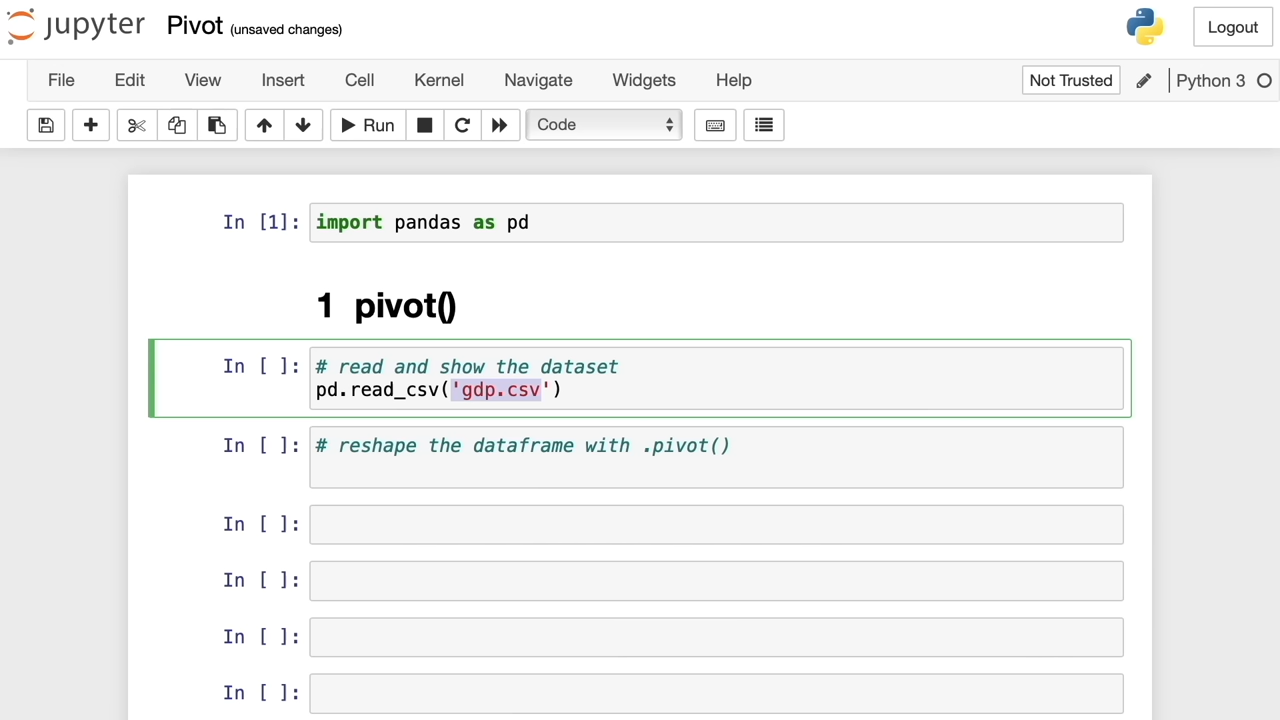 jupyter Pivot (unsaved changes) Logout
File Edit View Insert Cell Kernel Navigate Widgets Help Not Trusted Python 3
Run Code
In [1]: import pandas as pd
1 pivot()
In [ ]: # read and show the dataset
pd.read_csv('gdp.csv')
In [ ]: # reshape the dataframe with .pivot()
In [ ]:
In [ ]:
In [ ]:
In [ ]: